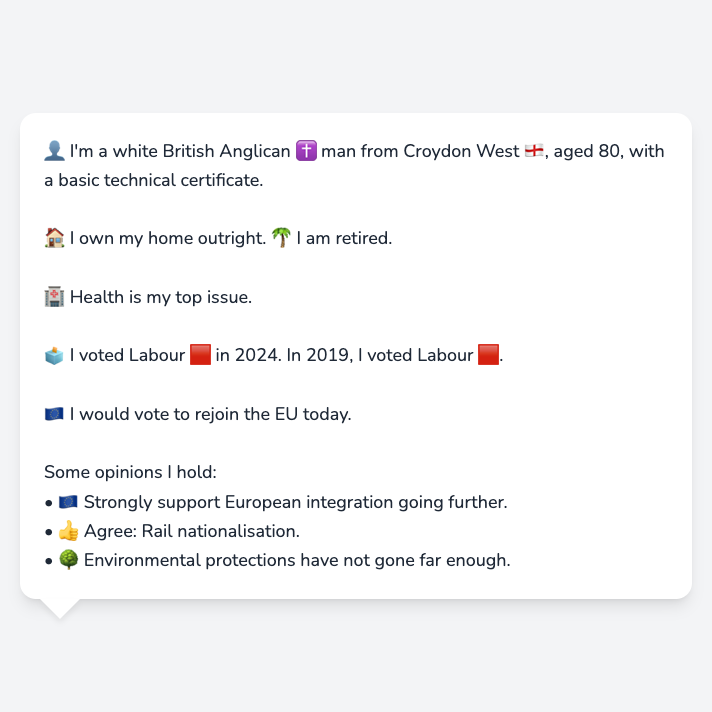 👤 I'm a white British Anglican ✝️ man from Croydon West 🏴󠁧󠁢󠁥󠁮󠁧󠁿, aged 80, with
a basic technical certificate.
🏠 I own my home outright. 🌴 I am retired.
🏥 Health is my top issue.
🗳️ I voted Labour 🟥 in 2024. In 2019, I voted Labour 🟥.
🇪🇺 I would vote to rejoin the EU today.
Some opinions I hold:
• 🇪🇺 Strongly support European integration going further.
• 👍 Agree: Rail nationalisation.
• 🌳 Environmental protections have not gone far enough.